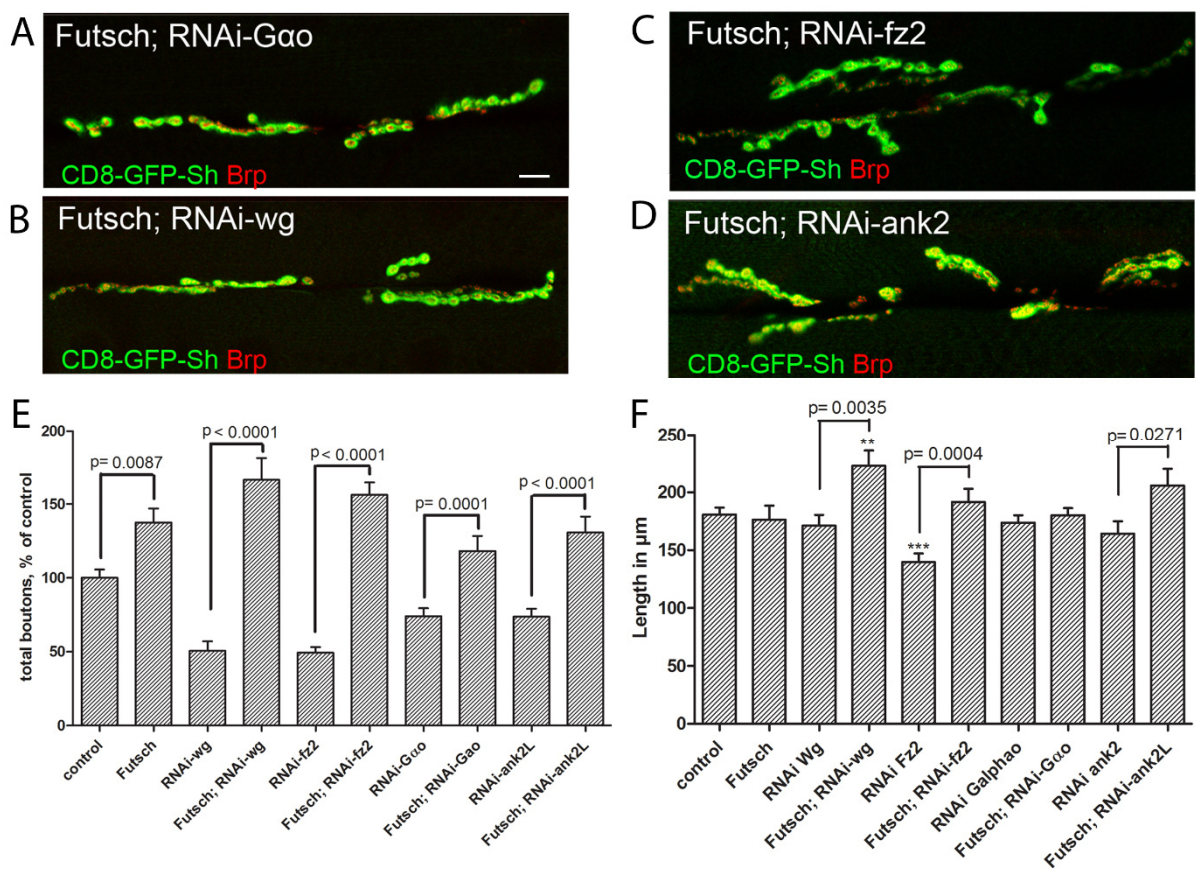 A
Futsch; RNAi-Gαo
CD8-GFP-Sh Brp
B
Futsch; RNAi-wg
CD8-GFP-Sh Brp
C
Futsch; RNAi-fz2
CD8-GFP-Sh Brp
D
Futsch; RNAi-ank2
CD8-GFP-Sh Brp
E
total boutons, % of control
200
150
100
50
0
p= 0.0087
p< 0.0001
p< 0.0001
p= 0.0001
p< 0.0001
control
Futsch
RNAi-wg
Futsch; RNAi-wg
RNAi-fz2
Futsch; RNAi-fz2
RNAi-Gαo
Futsch; RNAi-Gao
RNAi-ank2L
Futsch; RNAi-ank2L
F
Length in µm
250
200
150
100
50
0
p= 0.0035
**
p= 0.0004
***
p= 0.0271
control
Futsch
RNAi Wg
Futsch; RNAi-wg
RNAi Fz2
Futsch; RNAi-fz2
RNAi Galphao
Futsch; RNAi-Gαo
RNAi ank2
Futsch; RNAi-ank2L